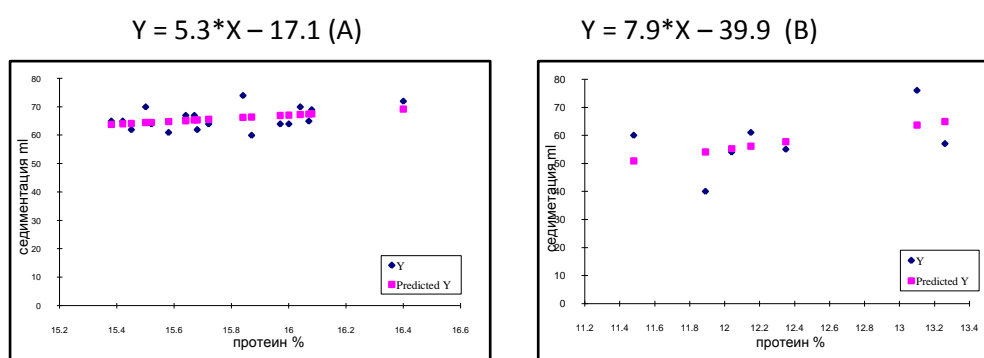 Y = 5.3*X – 17.1 (A)
Y = 7.9*X – 39.9 (B)
80
70
60
50
40
30
20
10
0
15.2 15.4 15.6 15.8 16 16.2 16.4 16.6
седиментация ml
протеин %
Y
Predicted Y
80
70
60
50
40
30
20
10
0
11.2 11.4 11.6 11.8 12 12.2 12.4 12.6 12.8 13 13.2 13.4
седиметация ml
протеин %
Y
Predicted Y